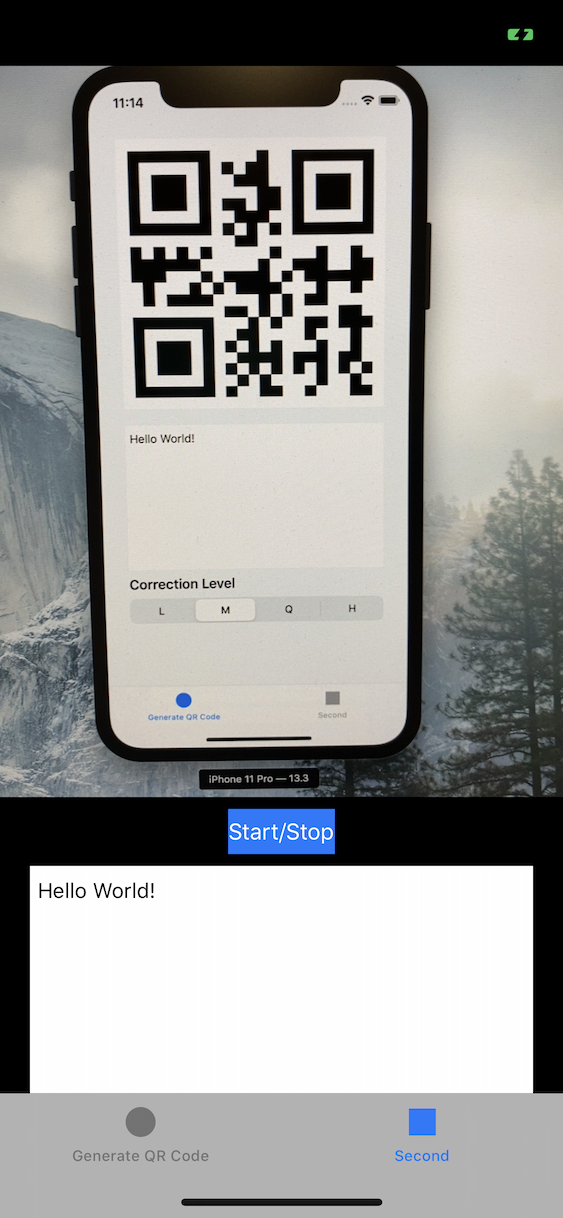 11:14
Hello World!
Correction Level
L M Q H
Generate QR Code Second
iPhone 11 Pro — 13.3
Start/Stop
Hello World!
Generate QR Code Second